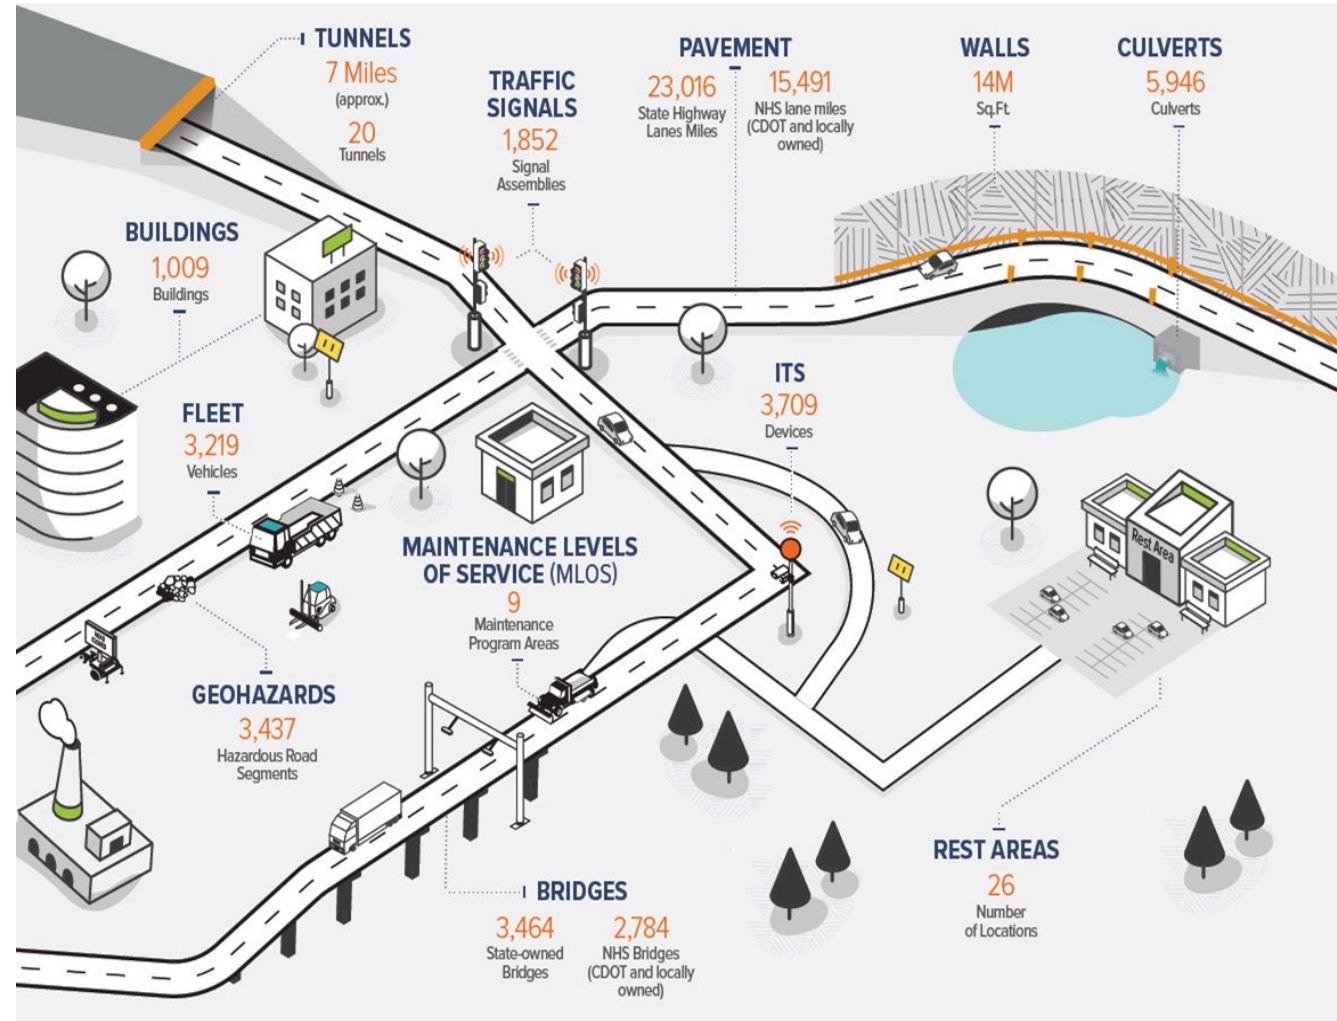 TUNNELS
7 Miles
(approx.)
20
Tunnels
TRAFFIC
SIGNALS
1,852
Signal
Assemblies
PAVEMENT
23,016
State Highway
Lanes Miles
15,491
NHS lane miles
(CDOT and locally
owned)
WALLS
14M
Sq.Ft.
CULVERTS
5,946
Culverts
BUILDINGS
1,009
Buildings
FLEET
3,219
Vehicles
ITS
3,709
Devices
Rest Area
MAINTENANCE LEVELS
OF SERVICE (MLOS)
9
Maintenance
Program Areas
GEOHAZARDS
3,437
Hazardous Road
Segments
REST AREAS
26
Number
of Locations
BRIDGES
3,464
State-owned
Bridges
2,784
NHS Bridges
(CDOT and locally
owned)